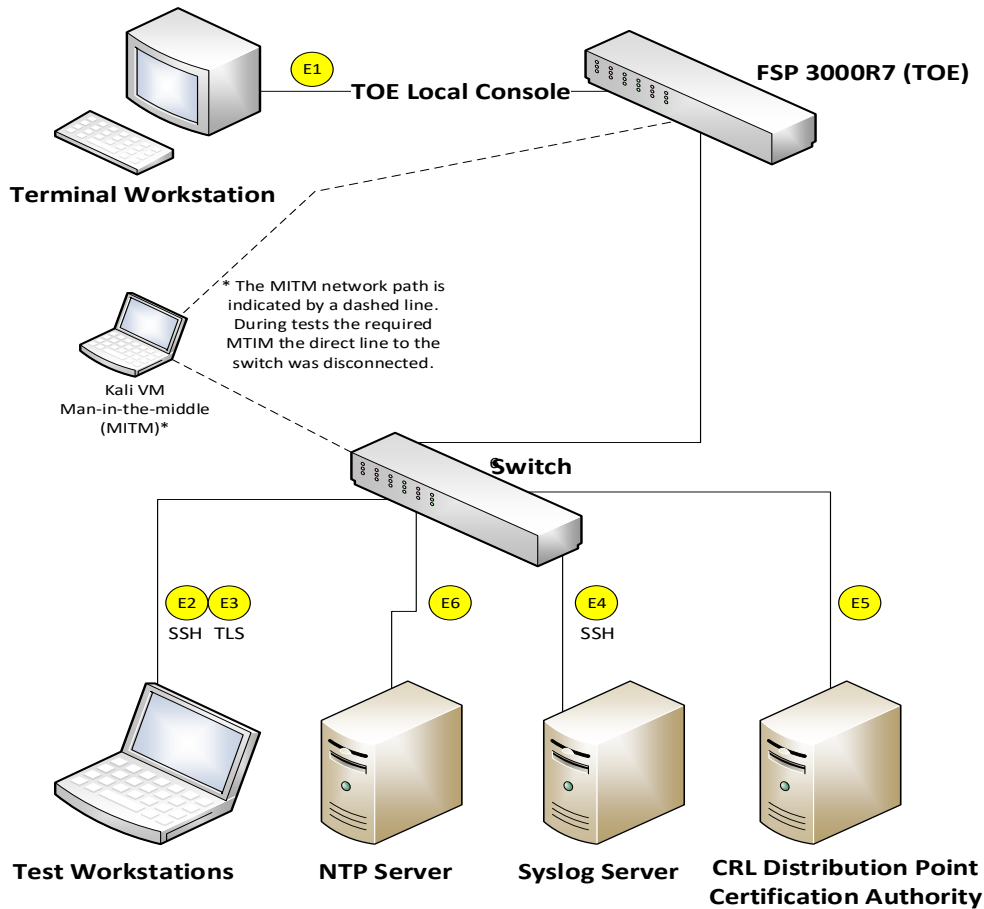 E1
TOE Local Console
FSP 3000R7 (TOE)
Terminal Workstation
* The MITM network path is
indicated by a dashed line.
During tests the required
MTIM the direct line to the
switch was disconnected.
Kali VM
Man-in-the-middle
(MITM)*
Switch
E2
E3
E6
E4
E5
SSH
TLS
SSH
Test Workstations
NTP Server
Syslog Server
CRL Distribution Point
Certification Authority